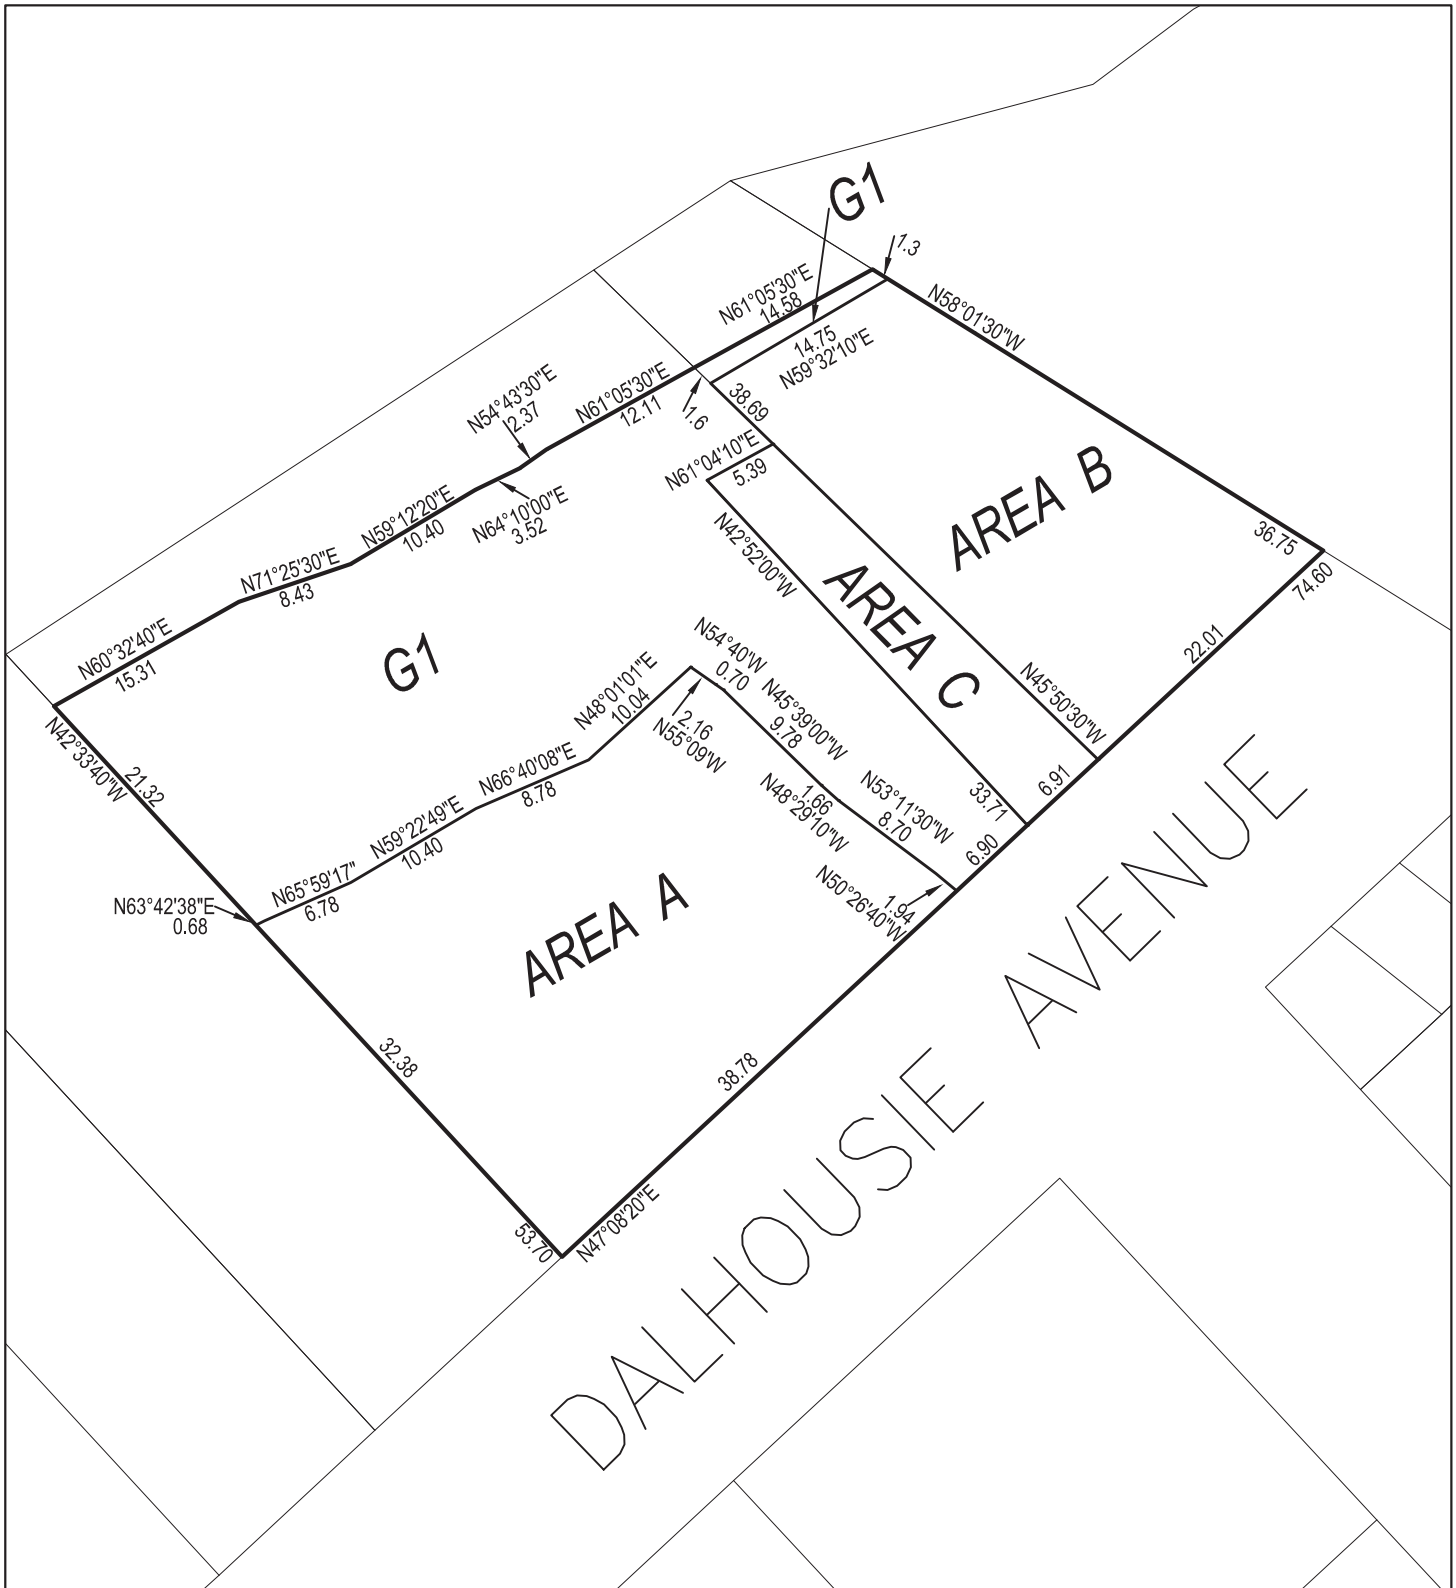 G1
1.3
N61°05'30"E
14.58
N58°01'30"W
14.75
N59°32'10"E
N54°43'30"E
2.37
N61°05'30"E
12.11
1.6
38.69
N61°04'10"E
5.39
AREA B
36.75
74.60
N59°12'20"E
10.40
N64°10'00"E
3.52
N42°52'00"W
N71°25'30"E
8.43
AREA C
N60°32'40"E
15.31
G1
N54°40'W
0.70
22.01
N48°01'01"E
10.04
N45°39'00"W
9.78
N45°50'30"W
2.16
N55°09'W
N42°33'40"W
21.32
N66°40'08"E
8.78
1.66
N48°29'10"W
N53°11'30"W
8.70
33.71
6.91
N59°22'49"E
10.40
6.90
N65°59'17"
6.78
N63°42'38"E
0.68
AREA A
N50°26'40"W
1.94
32.38
38.78
53.70
N47°08'20"E
DALHOUSIE AVENUE